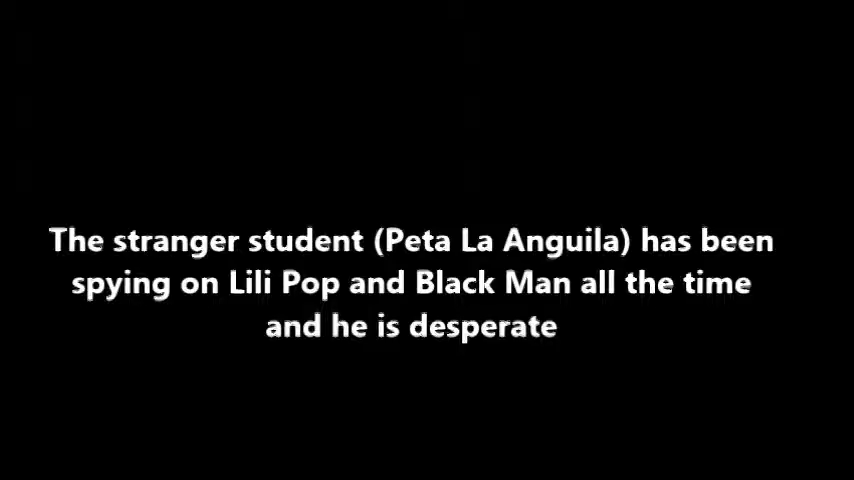 The stranger student (Peta La Anguila) has been
spying on Lili Pop and Black Man all the time
and he is desperate